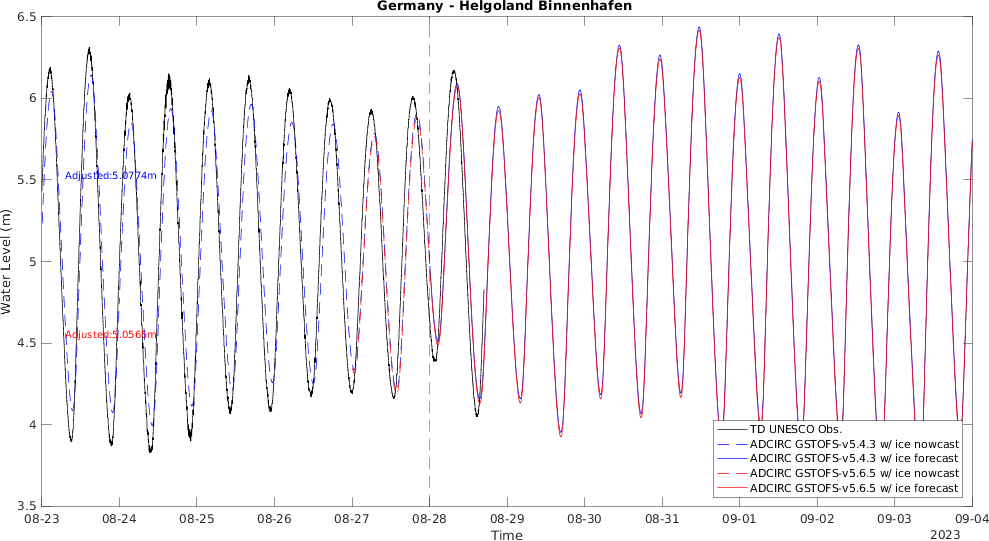 Germany - Helgoland Binnenhafen
6.5
6
5.5
5
4.5
4
3.5
Water Level (m)
Adjusted:5.0774m
Adjusted:5.0565m
TD UNESCO Obs.
ADCIRC GSTOFS-v5.4.3 w/ ice nowcast
ADCIRC GSTOFS-v5.4.3 w/ ice forecast
ADCIRC GSTOFS-v5.6.5 w/ ice nowcast
ADCIRC GSTOFS-v5.6.5 w/ ice forecast
08-23 08-24 08-25 08-26 08-27 08-28 08-29 08-30 08-31 09-01 09-02 09-03 09-04
Time
2023